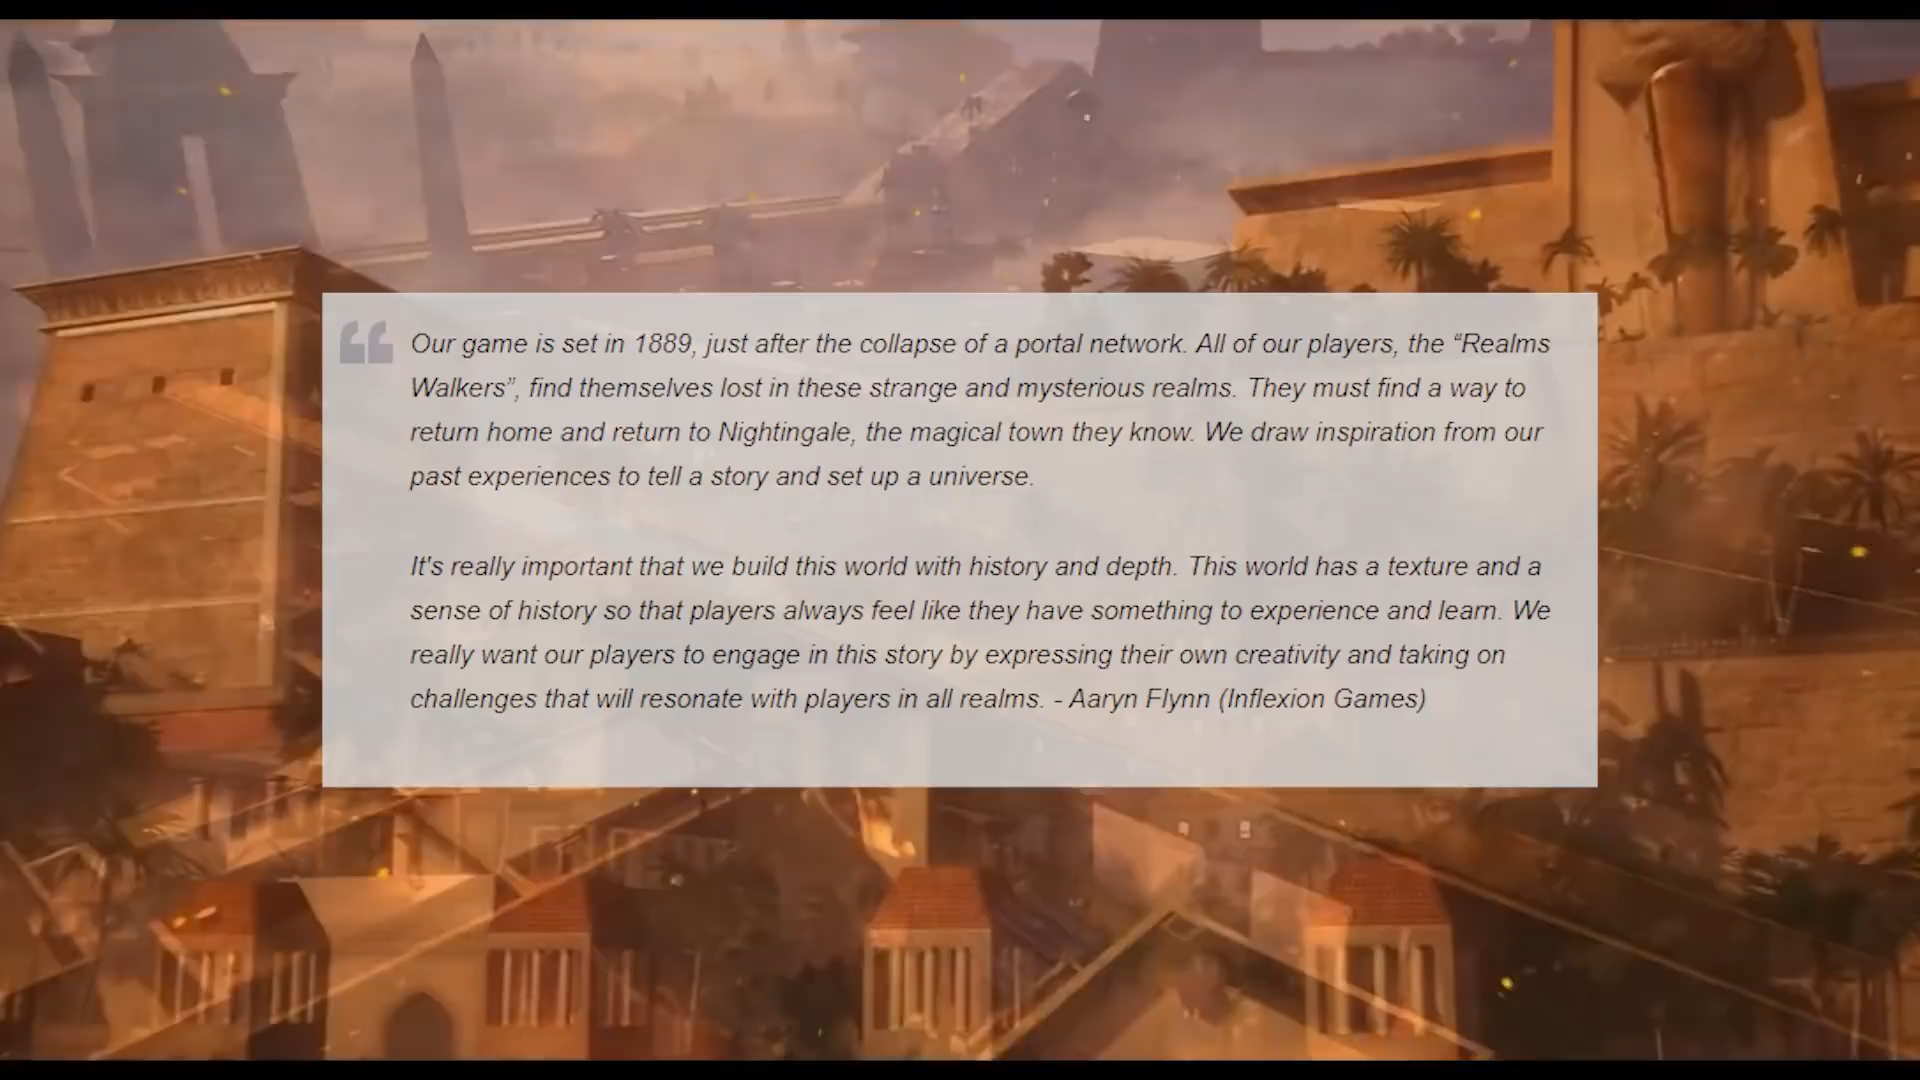 Our game is set in 1889, just after the collapse of a portal network. All of our players, the “Realms
Walkers”, find themselves lost in these strange and mysterious realms. They must find a way to
return home and return to Nightingale, the magical town they know. We draw inspiration from our
past experiences to tell a story and set up a universe.
It's really important that we build this world with history and depth. This world has a texture and a
sense of history so that players always feel like they have something to experience and learn. We
really want our players to engage in this story by expressing their own creativity and taking on
challenges that will resonate with players in all realms. - Aaryn Flynn (Inflexion Games)